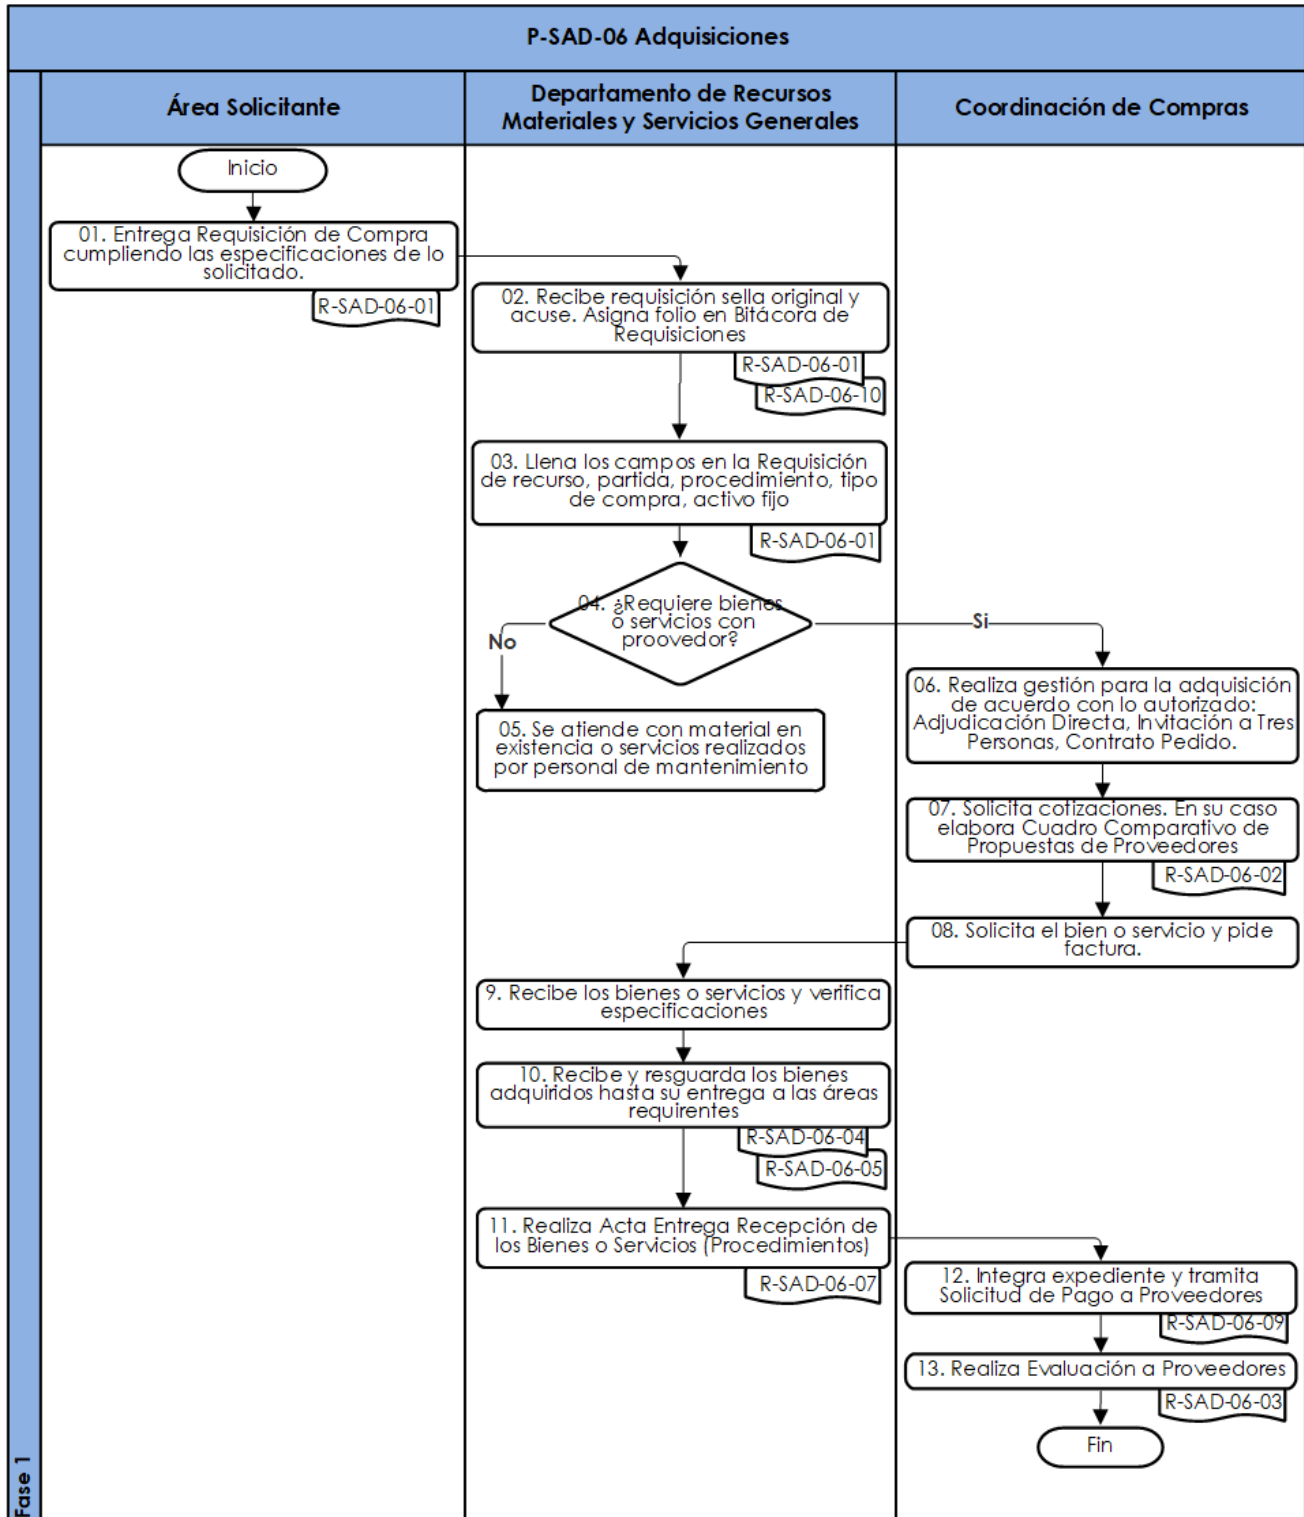 P-SAD-06 Adquisiciones
Área Solicitante
Departamento de Recursos
Materiales y Servicios Generales
Coordinación de Compras
Inicio
01. Entrega Requisición de Compra
cumpliendo las especificaciones de lo
solicitado.
R-SAD-06-01
02. Recibe requisición sella original y
acuse. Asigna folio en Bitácora de
Requisiciones
R-SAD-06-01
R-SAD-06-10
03. Llena los campos en la Requisición
de recurso, partida, procedimiento, tipo
de compra, activo fijo
R-SAD-06-01
04. ¿Requiere bienes
o servicios con
proovedor?
No
Si
05. Se atiende con material en
existencia o servicios realizados
por personal de mantenimiento
06. Realiza gestión para la adquisición
de acuerdo con lo autorizado:
Adjudicación Directa, Invitación a Tres
Personas, Contrato Pedido.
07. Solicita cotizaciones. En su caso
elabora Cuadro Comparativo de
Propuestas de Proveedores
R-SAD-06-02
08. Solicita el bien o servicio y pide
factura.
9. Recibe los bienes o servicios y verifica
especificaciones
10. Recibe y resguarda los bienes
adquiridos hasta su entrega a las áreas
requirentes
R-SAD-06-04
R-SAD-06-05
11. Realiza Acta Entrega Recepción de
los Bienes o Servicios (Procedimientos)
R-SAD-06-07
12. Integra expediente y tramita
Solicitud de Pago a Proveedores
R-SAD-06-09
13. Realiza Evaluación a Proveedores
R-SAD-06-03
Fin
Fase 1